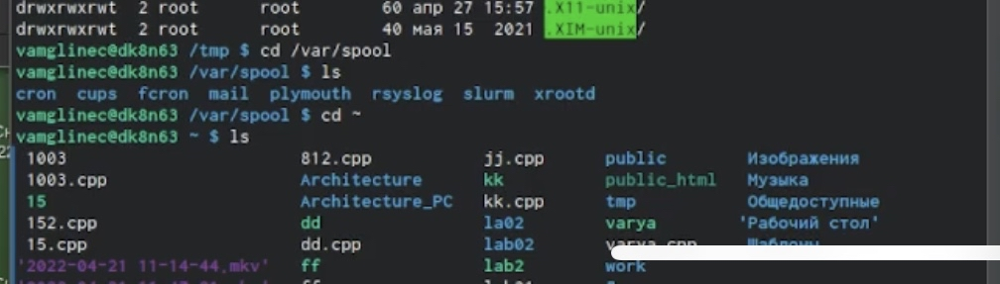 drwxrwxrwt 2 root root 60 апр 27 15:57 .X11-unix/
drwxrwxrwt 2 root root 40 мая 15 2021 .XIM-unix/
vamglinec@dk8n63 /tmp $ cd /var/spool
vamglinec@dk8n63 /var/spool $ ls
cron cups fcron mail plymouth rsyslog slurm xrootd
vamglinec@dk8n63 /var/spool $ cd ~
vamglinec@dk8n63 ~ $ ls
1003 812.cpp jj.cpp public Изображения
1003.cpp Architecture kk public_html Музыка
15 Architecture_PC kk.cpp tmp Общедоступные
152.cpp dd la02 varya 'Рабочий стол'
15.cpp dd.cpp lab02 varya.cpp Шаблоны
'2022-04-21 11-14-44.mkv' ff lab2 work